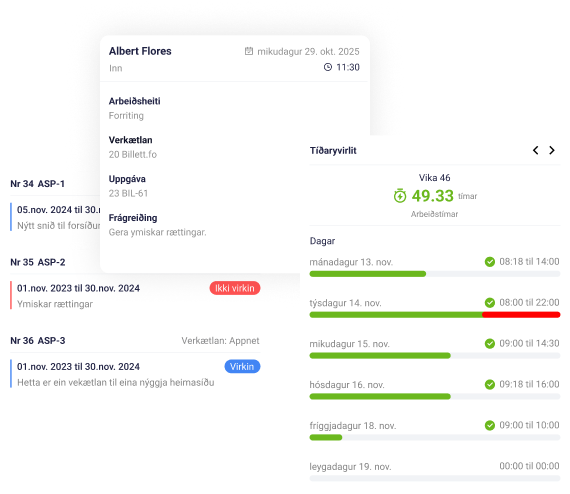 Albert Flores
mikudagur 29. okt. 2025
Inn
11:30
Arbeiðsheiti
Forriting
Verkætlan
20 Billett.fo
Uppgáva
23 BIL-61
Frágreiðing
Gera ymiskar rættingar.
Nr 34 ASP-1
05.nov. 2024 til 30.
Nýtt snið til forsíður
Nr 35 ASP-2
01.nov. 2023 til 30.nov. 2024
Ikki virkin
Ymiskar rættingar
Nr 36 ASP-3
Verkætlan: Appnet
01.nov. 2023 til 30.nov. 2024
Virkin
Hetta er ein vekætlan til eina nýggja heimasíðu
Tíðaryvirlit
Vika 46
49.33 tímar
Arbeiðstímar
Dagar
mánadagur 13. nov.
08:18 til 14:00
týsdagur 14. nov.
08:00 til 22:00
mikudagur 15. nov.
09:00 til 14:30
hósdagur 16. nov.
09:18 til 16:00
fríggjadagur 18. nov.
09:00 til 10:00
leygadagur 19. nov.
00:00 til 00:00